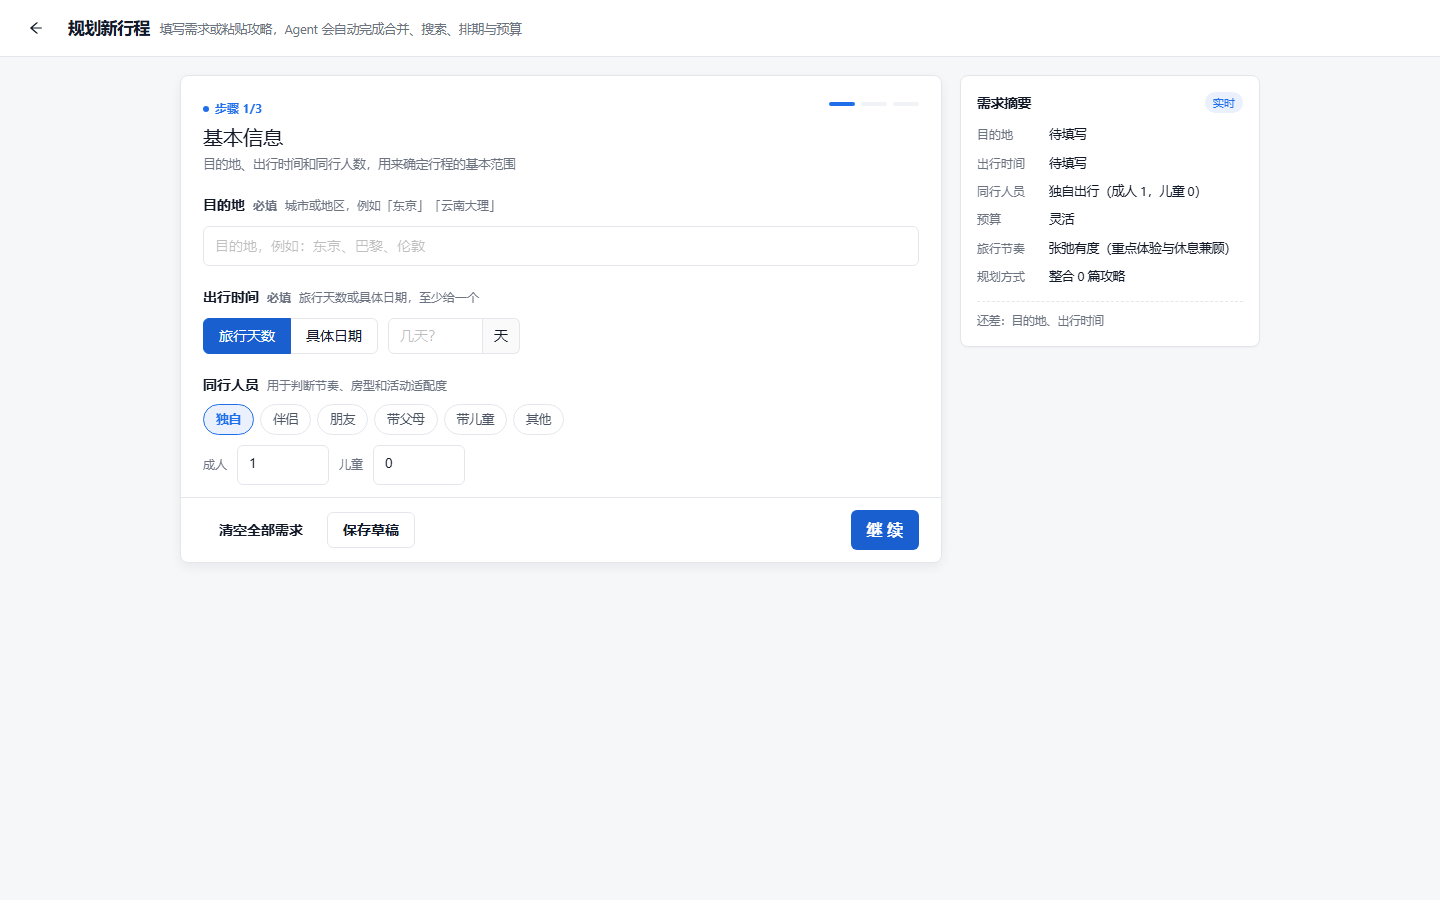 规划新行程 填写需求或粘贴攻略，Agent 会自动完成合并、搜索、排期与预算
步骤 1/3
基本信息
目的地、出行时间和同行人数，用来确定行程的基本范围
目的地 必填 城市或地区，例如「东京」「云南大理」
目的地，例如：东京、巴黎、伦敦
出行时间 必填 旅行天数或具体日期，至少给一个
旅行天数 具体日期 几天? 天
同行人员 用于判断节奏、房型和活动适配度
独自 伴侣 朋友 带父母 带儿童 其他
成人 1 儿童 0
清空全部需求 保存草稿 继 续
需求摘要 实时
目的地 待填写
出行时间 待填写
同行人员 独自出行（成人 1，儿童 0）
预算 灵活
旅行节奏 张弛有度（重点体验与休息兼顾）
规划方式 整合 0 篇攻略
还差：目的地、出行时间